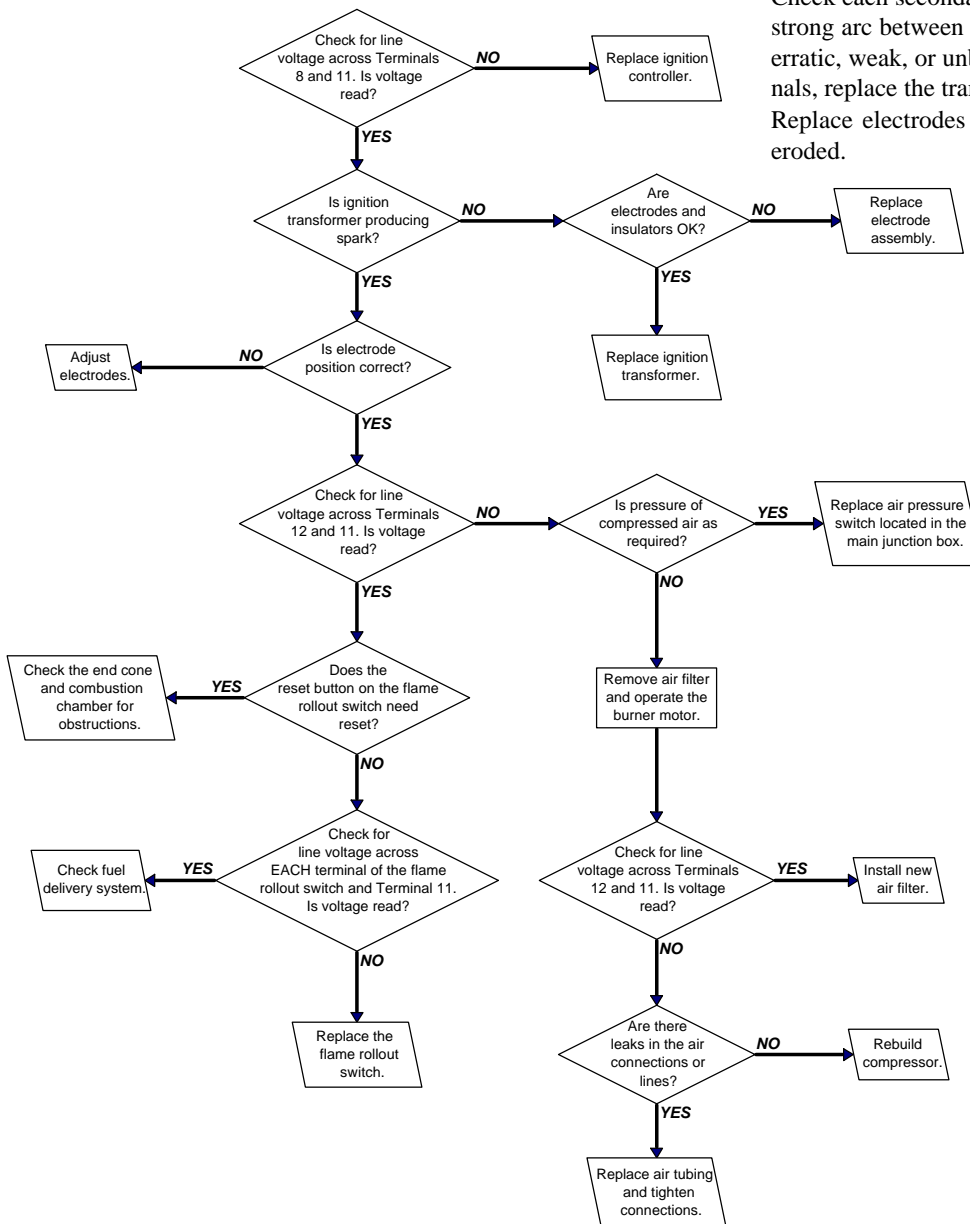 Check each seconda
strong arc between
erratic, weak, or unb
nals, replace the tran
Replace electrodes
eroded.
Check for line
voltage across Terminals
8 and 11. Is voltage
read?
NO
Replace ignition
controller.
YES
Is ignition
transformer producing
spark?
NO
Are
electrodes and
insulators OK?
NO
Replace
electrode
assembly.
YES
YES
Adjust
electrodes.
NO
Is electrode
position correct?
Replace ignition
transformer.
YES
Check for line
voltage across Terminals
12 and 11. Is voltage
read?
NO
Is pressure of
compressed air as
required?
YES
Replace air pressure
switch located in the
main junction box.
YES
NO
Check the end cone
and combustion
chamber for
obstructions.
YES
Does the
reset button on the flame
rollout switch need
reset?
Remove air filter
and operate the
burner motor.
NO
Check fuel
delivery system.
YES
Check for
line voltage across
EACH terminal of the flame
rollout switch and Terminal 11.
Is voltage read?
Check for line
voltage across Terminals
12 and 11. Is voltage
read?
YES
Install new
air filter.
NO
NO
Replace the
flame rollout
switch.
Are there
leaks in the air
connections or
lines?
NO
Rebuild
compressor.
YES
Replace air tubing
and tighten
connections.